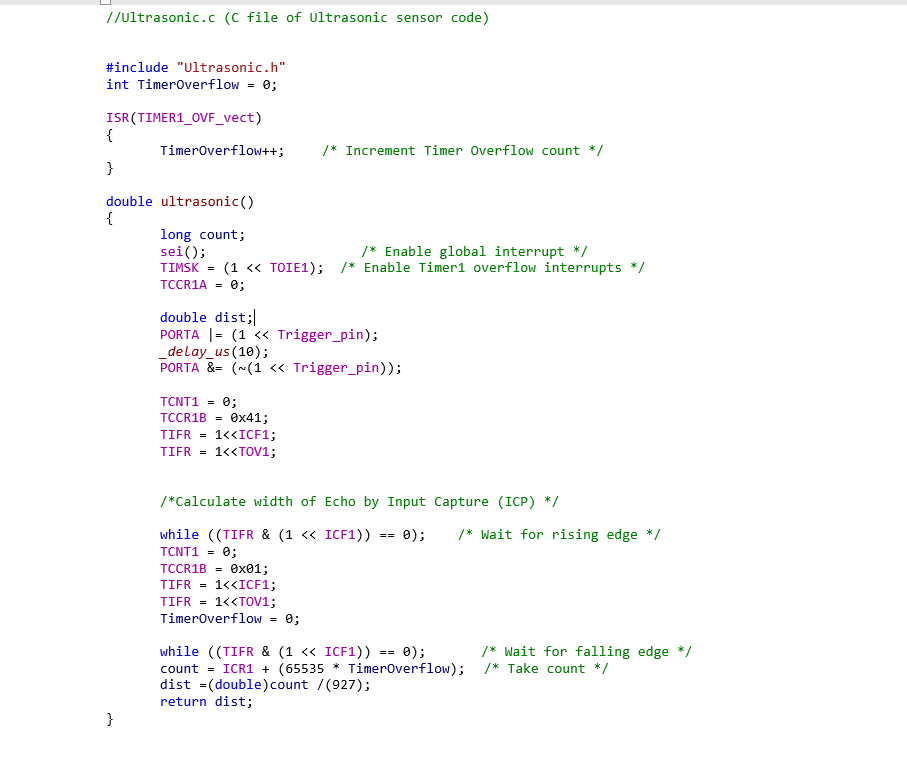 //Ultrasonic.c (C file of Ultrasonic sensor code)
#include "Ultrasonic.h"
int TimerOverflow = 0;
ISR(TIMER1_OVF_vect)
{
TimerOverflow++; /* Increment Timer Overflow count */
}
double ultrasonic()
{
long count;
sei(); /* Enable global interrupt */
TIMSK = (1 << TOIE1); /* Enable Timer1 overflow interrupts */
TCCR1A = 0;
double dist;
PORTA |= (1 << Trigger_pin);
_delay_us(10);
PORTA &= (~(1 << Trigger_pin));
TCNT1 = 0;
TCCR1B = 0x41;
TIFR = 1<<ICF1;
TIFR = 1<<TOV1;
/*Calculate width of Echo by Input Capture (ICP) */
while ((TIFR & (1 << ICF1)) == 0); /* Wait for rising edge */
TCNT1 = 0;
TCCR1B = 0x01;
TIFR = 1<<ICF1;
TIFR = 1<<TOV1;
TimerOverflow = 0;
while ((TIFR & (1 << ICF1)) == 0); /* Wait for falling edge */
count = ICR1 + (65535 * TimerOverflow); /* Take count */
dist =(double)count /(927);
return dist;
}